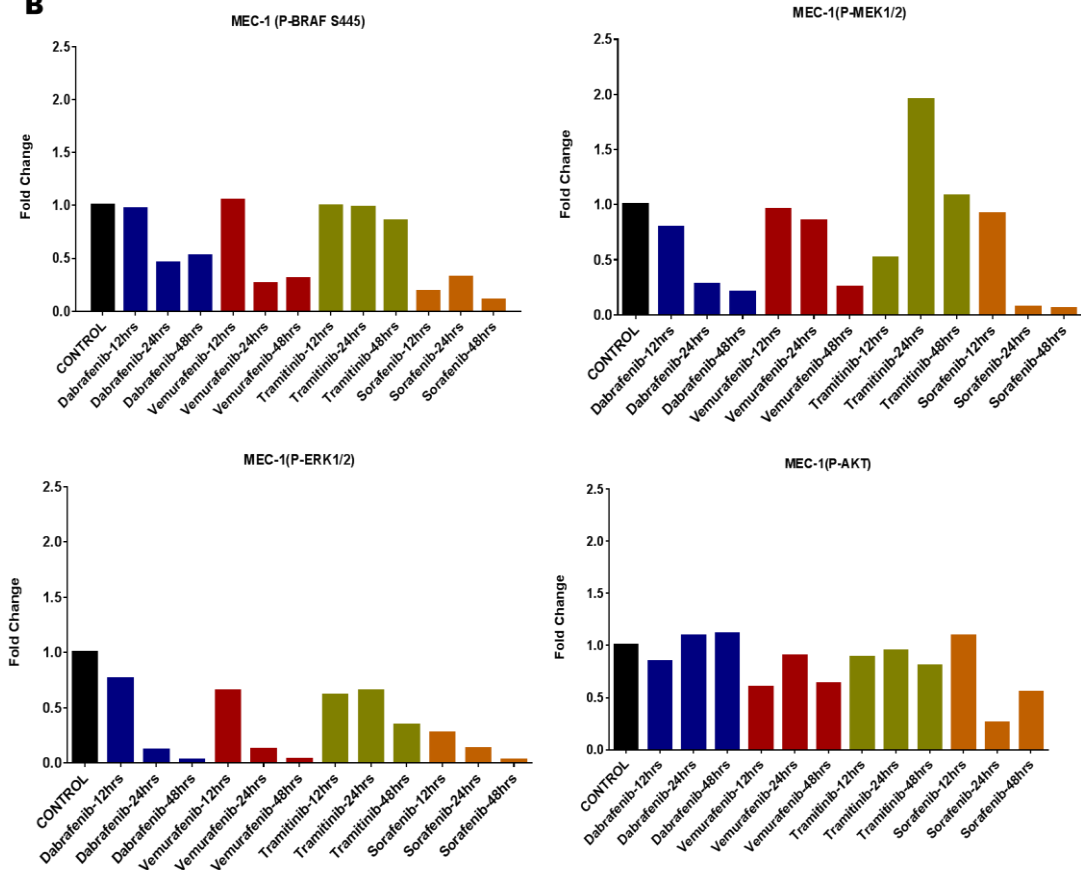 B
MEC-1 (P-BRAF S445)
Fold Change
2.5
2.0
1.5
1.0
0.5
0.0
CONTROL
Dabrafenib-12hrs
Dabrafenib-24hrs
Dabrafenib-48hrs
Vemurafenib-12hrs
Vemurafenib-24hrs
Vemurafenib-48hrs
Tramitinib-12hrs
Tramitinib-24hrs
Tramitinib-48hrs
Sorafenib-12hrs
Sorafenib-24hrs
Sorafenib-48hrs
MEC-1(P-MEK1/2)
Fold Change
2.5
2.0
1.5
1.0
0.5
0.0
CONTROL
Dabrafenib-12hrs
Dabrafenib-24hrs
Dabrafenib-48hrs
Vemurafenib-12hrs
Vemurafenib-24hrs
Vemurafenib-48hrs
Tramitinib-12hrs
Tramitinib-24hrs
Tramitinib-48hrs
Sorafenib-12hrs
Sorafenib-24hrs
Sorafenib-48hrs
MEC-1(P-ERK1/2)
Fold Change
2.5
2.0
1.5
1.0
0.5
0.0
CONTROL
Dabrafenib-12hrs
Dabrafenib-24hrs
Dabrafenib-48hrs
Vemurafenib-12hrs
Vemurafenib-24hrs
Vemurafenib-48hrs
Tramitinib-12hrs
Tramitinib-24hrs
Tramitinib-48hrs
Sorafenib-12hrs
Sorafenib-24hrs
Sorafenib-48hrs
MEC-1(P-AKT)
Fold Change
2.5
2.0
1.5
1.0
0.5
0.0
CONTROL
Dabrafenib-12hrs
Dabrafenib-24hrs
Dabrafenib-48hrs
Vemurafenib-12hrs
Vemurafenib-24hrs
Vemurafenib-48hrs
Tramitinib-12hrs
Tramitinib-24hrs
Tramitinib-48hrs
Sorafenib-12hrs
Sorafenib-24hrs
Sorafenib-48hrs